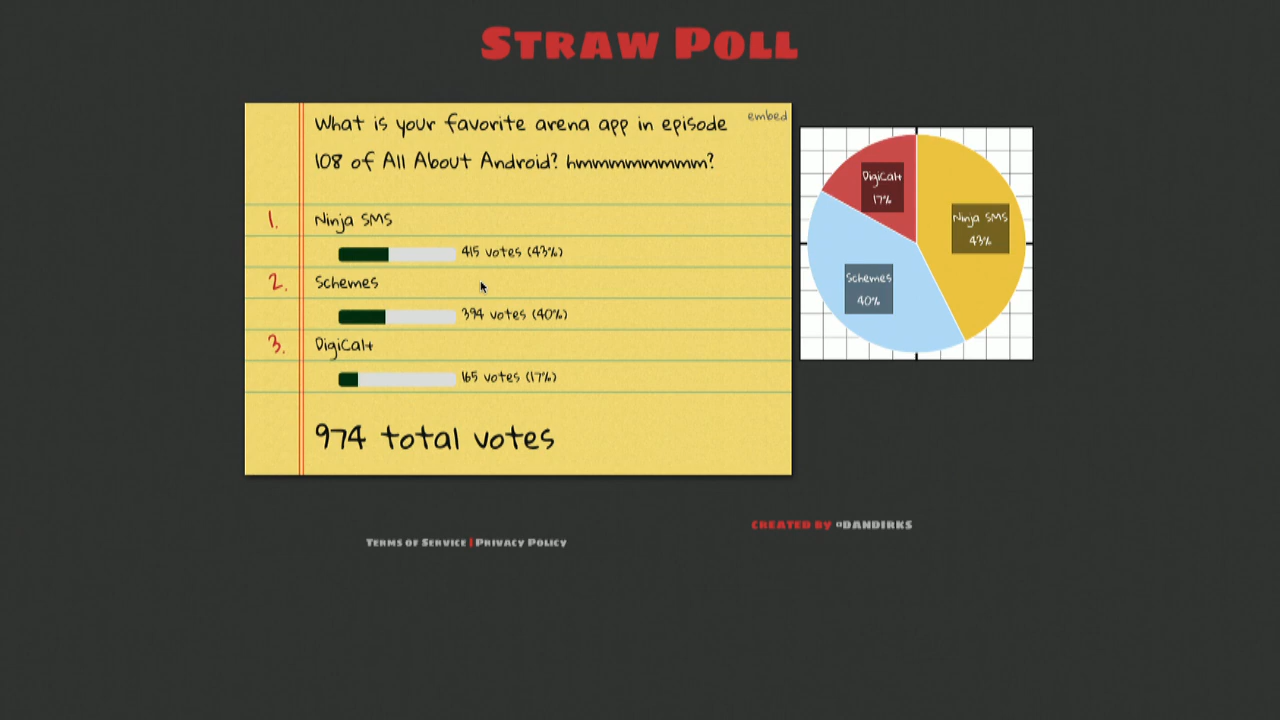 STRAW POLL
embed
What is your favorite arena app in episode
108 of All About Android? hmmmmmmmmm?
1. Ninja SMS
415 votes (43%)
2. Schemes
394 votes (40%)
3. DigiCal+
165 votes (17%)
974 total votes
DigiCal+
17%
Ninja SMS
43%
Schemes
40%
CREATED BY @DANDIRKS
TERMS OF SERVICE | PRIVACY POLICY